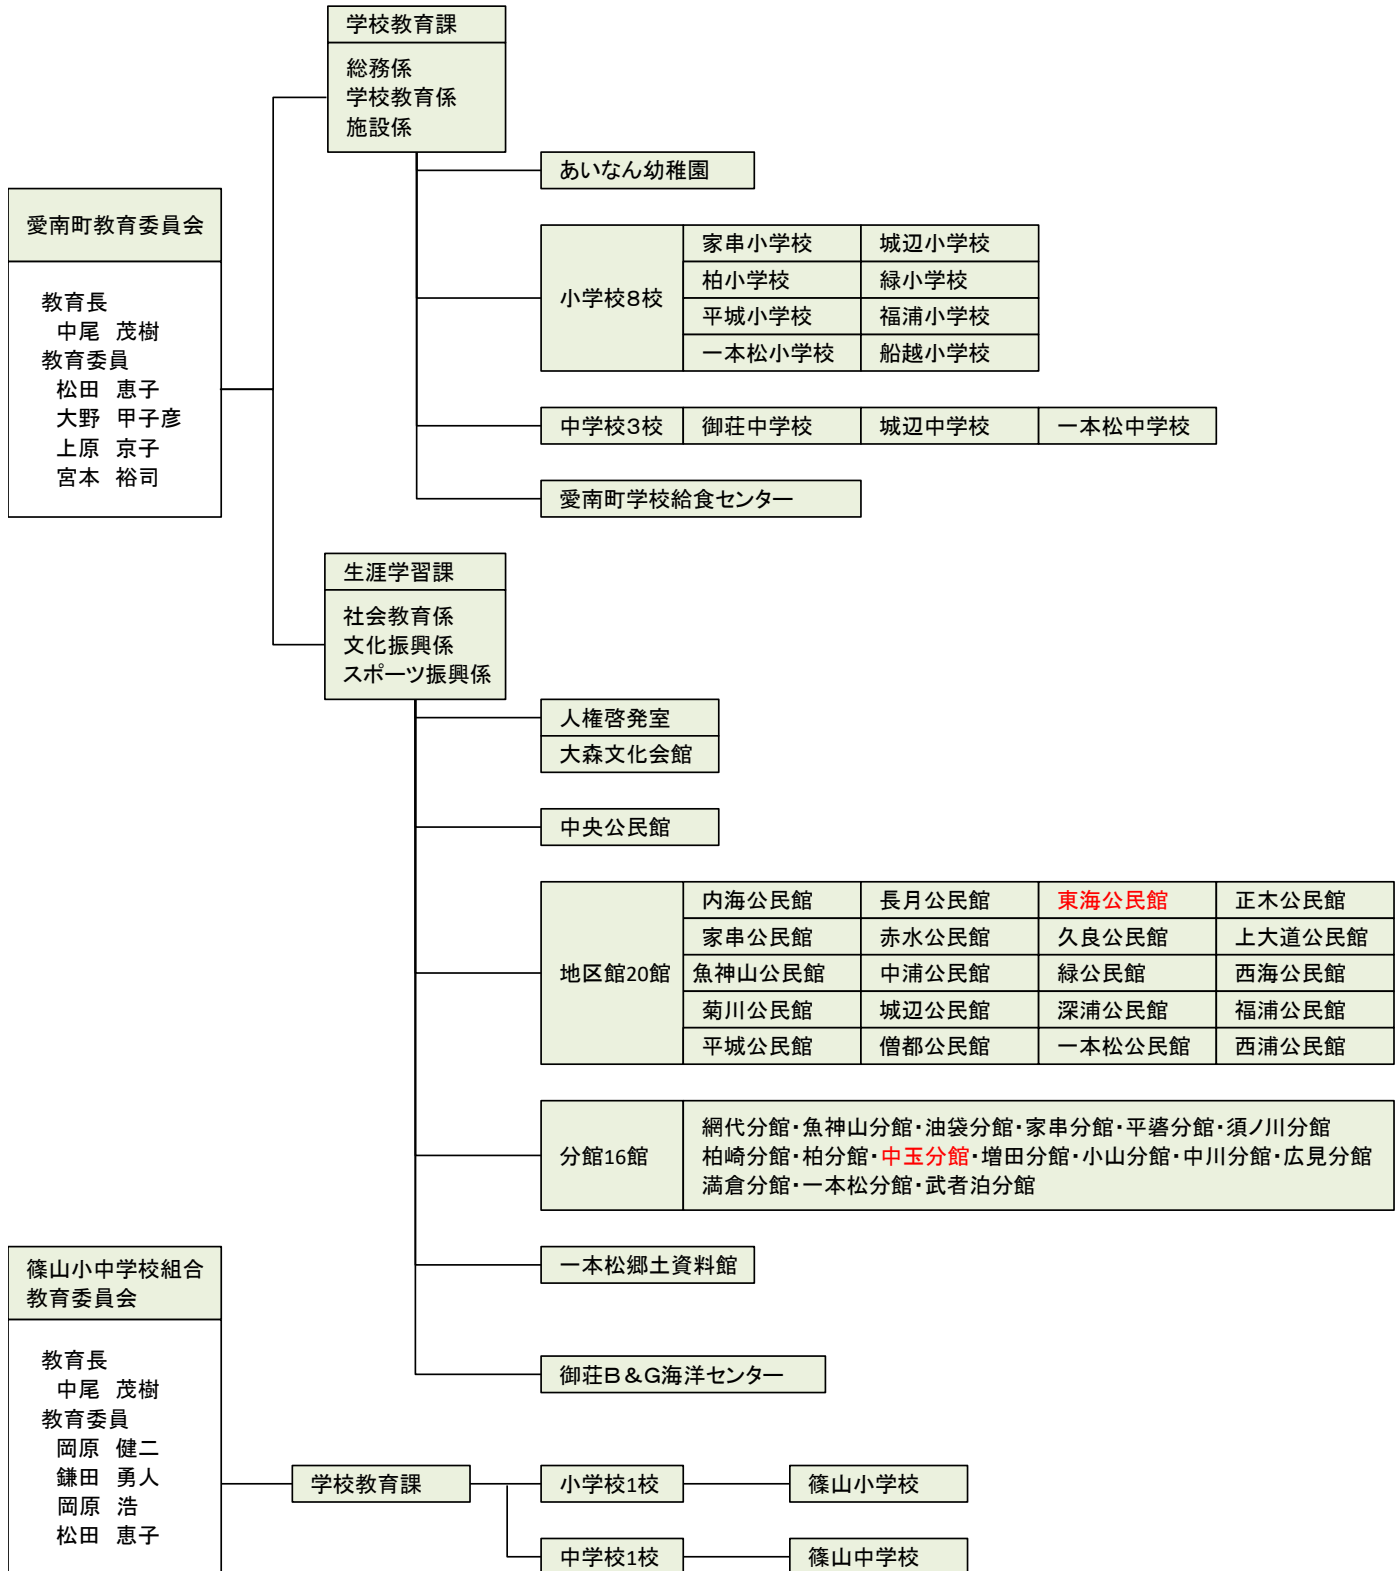 学校教育課
総務係
学校教育係
施設係
あいなん幼稚園
愛南町教育委員会
教育長
中尾 茂樹
教育委員
松田 恵子
大野 甲子彦
上原 京子
宮本 裕司
小学校8校
家串小学校 城辺小学校
柏小学校 緑小学校
平城小学校 福浦小学校
一本松小学校 船越小学校
中学校3校 御荘中学校 城辺中学校 一本松中学校
愛南町学校給食センター
生涯学習課
社会教育係
文化振興係
スポーツ振興係
人権啓発室
大森文化会館
中央公民館
地区館20館
内海公民館 長月公民館 東海公民館 正木公民館
家串公民館 赤水公民館 久良公民館 上大道公民館
魚神山公民館 中浦公民館 緑公民館 西海公民館
菊川公民館 城辺公民館 深浦公民館 福浦公民館
平城公民館 僧都公民館 一本松公民館 西浦公民館
分館16館
網代分館・魚神山分館・油袋分館・家串分館・平碆分館・須ノ川分館
柏崎分館・柏分館・中玉分館・増田分館・小山分館・中川分館・広見分館
満倉分館・一本松分館・武者泊分館
一本松郷土資料館
御荘B&G海洋センター
篠山小中学校組合
教育委員会
教育長
中尾 茂樹
教育委員
岡原 健二
鎌田 勇人
岡原 浩
松田 恵子
学校教育課
小学校1校 篠山小学校
中学校1校 篠山中学校